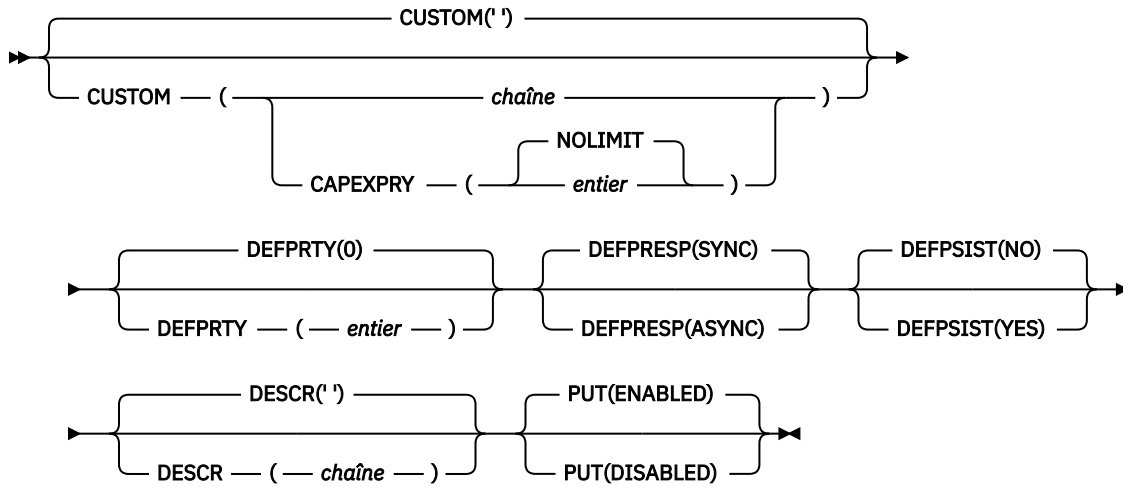 CUSTOM(' ')
CUSTOM ( chaîne )
NOLIMIT
CAPEXPRY ( entier )
DEFPRTY(0) DEFPRESP(SYNC) DEFPSIST(NO)
DEFPRTY ( entier ) DEFPRESP(ASYNC) DEFPSIST(YES)
DESCR(' ') PUT(ENABLED)
DESCR ( chaîne ) PUT(DISABLED)